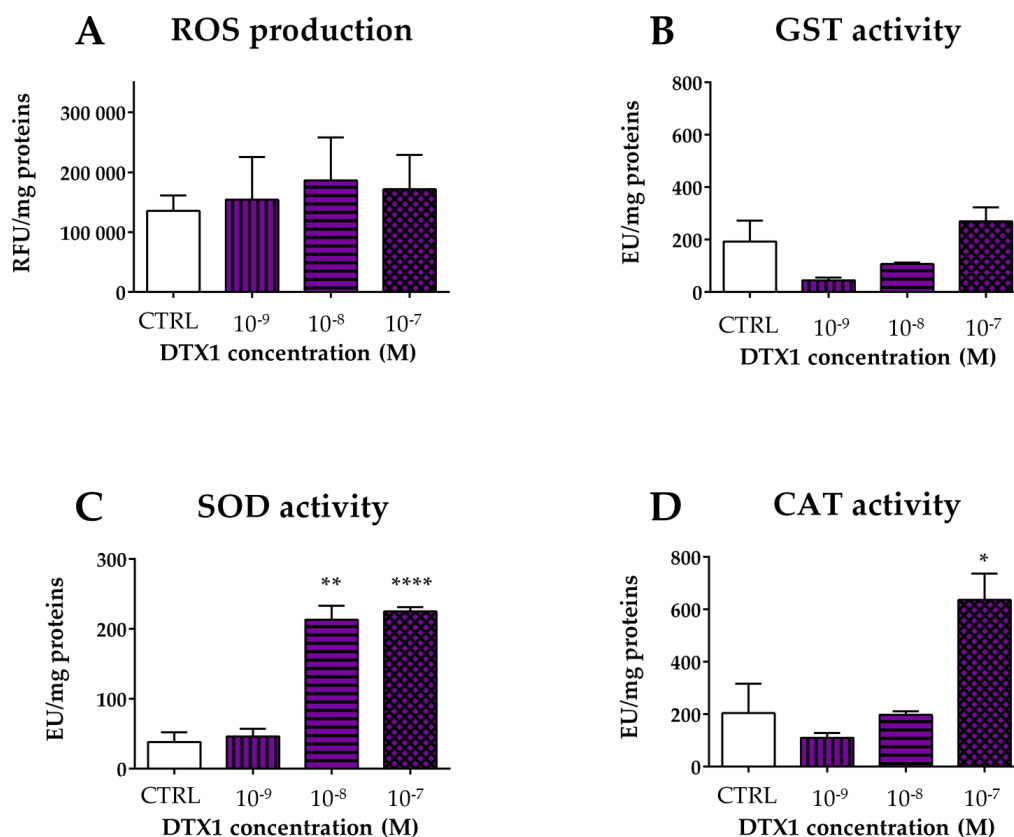 A ROS production
RFU/mg proteins
300 000
200 000
100 000
0
CTRL 10-9 10-8 10-7
DTX1 concentration (M)
B GST activity
EU/mg proteins
800
600
400
200
0
CTRL 10-9 10-8 10-7
DTX1 concentration (M)
C SOD activity
EU/mg proteins
300
200
100
0
** ****
CTRL 10-9 10-8 10-7
DTX1 concentration (M)
D CAT activity
EU/mg proteins
800
600
400
200
0
*
CTRL 10-9 10-8 10-7
DTX1 concentration (M)